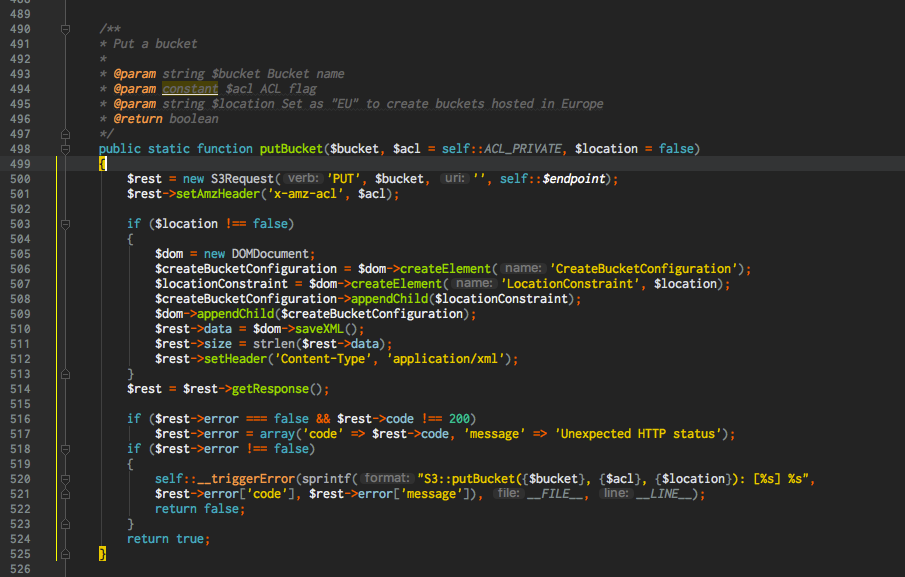 489
490 /**
491 * Put a bucket
492 *
493 * @param string $bucket Bucket name
494 * @param constant $acl ACL flag
495 * @param string $location Set as "EU" to create buckets hosted in Europe
496 * @return boolean
497 */
498 public static function putBucket($bucket, $acl = self::ACL_PRIVATE, $location = false)
499 {
500 $rest = new S3Request( verb: 'PUT', $bucket, uri: '', self::$endpoint);
501 $rest->setAmzHeader('x-amz-acl', $acl);
502
503 if ($location !== false)
504 {
505 $dom = new DOMDocument;
506 $createBucketConfiguration = $dom->createElement( name: 'CreateBucketConfiguration');
507 $locationConstraint = $dom->createElement( name: 'LocationConstraint', $location);
508 $createBucketConfiguration->appendChild($locationConstraint);
509 $dom->appendChild($createBucketConfiguration);
510 $rest->data = $dom->saveXML();
511 $rest->size = strlen($rest->data);
512 $rest->setHeader('Content-Type', 'application/xml');
513 }
514 $rest = $rest->getResponse();
515
516 if ($rest->error === false && $rest->code !== 200)
517 $rest->error = array('code' => $rest->code, 'message' => 'Unexpected HTTP status');
518 if ($rest->error !== false)
519 {
520 self::__triggerError(sprintf( format: "S3::putBucket({$bucket}, {$acl}, {$location}): [%s] %s",
521 $rest->error['code'], $rest->error['message']), file: __FILE__, line: __LINE__);
522 return false;
523 }
524 return true;
525 }
526